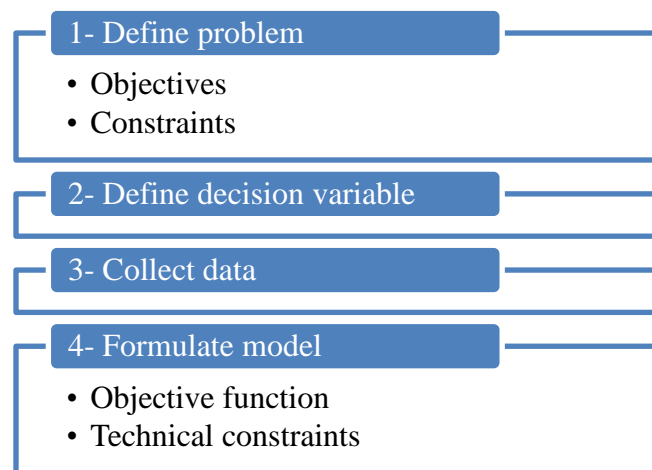 1- Define problem
• Objectives
• Constraints
2- Define decision variable
3- Collect data
4- Formulate model
• Objective function
• Technical constraints